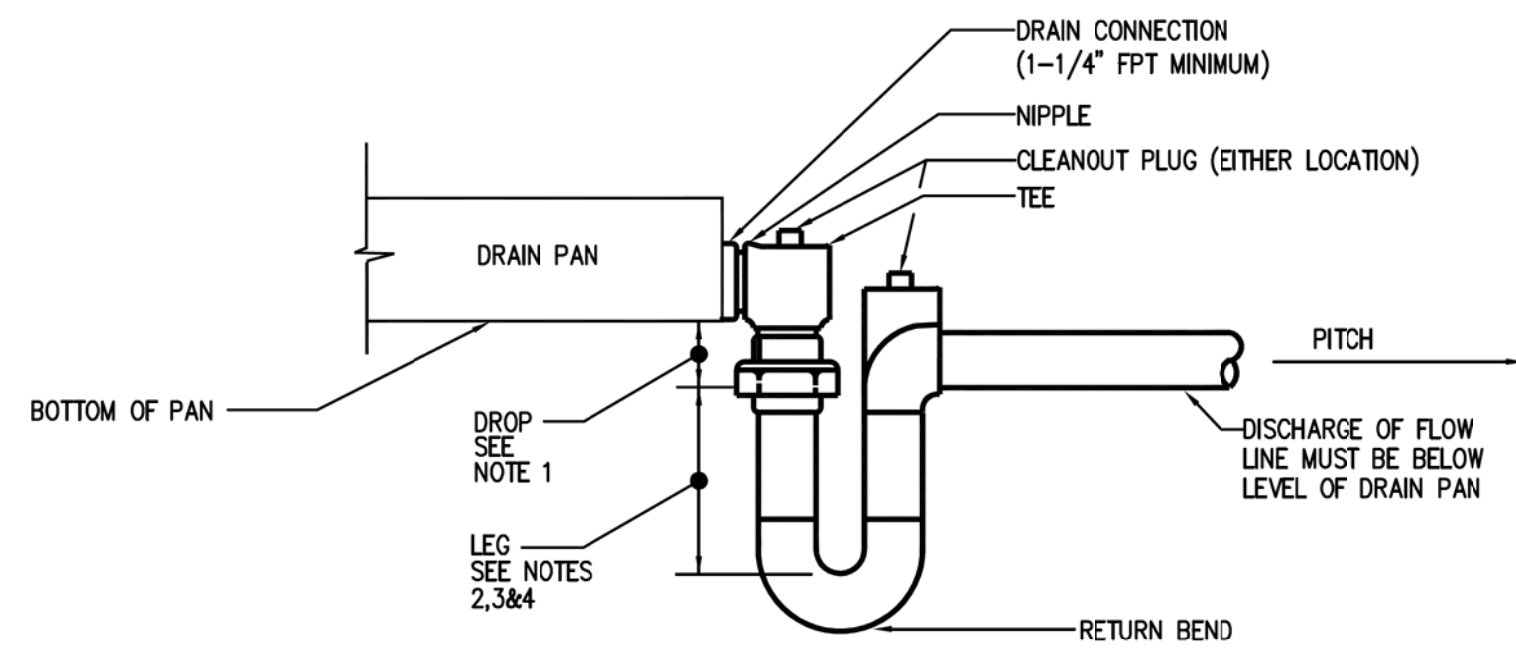 DRAIN CONNECTION
(1-1/4" FPT MINIMUM)
NIPPLE
CLEANOUT PLUG (EITHER LOCATION)
TEE
DRAIN PAN
PITCH
BOTTOM OF PAN
DROP
SEE
NOTE 1
DISCHARGE OF FLOW
LINE MUST BE BELOW
LEVEL OF DRAIN PAN
LEG
SEE NOTES
2,3&4
RETURN BEND